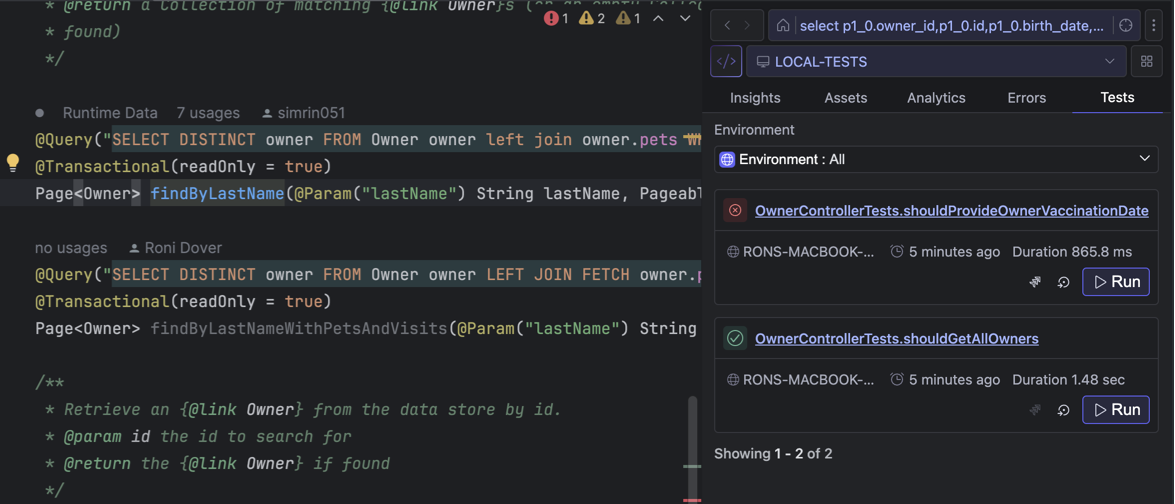 * @return a Collection of matching {@link Owner}s (or an empty
* found)
*/
1 2 1
Runtime Data 7 usages simrin051
@Query("SELECT DISTINCT owner FROM Owner owner left join owner.pets W
@Transactional(readOnly = true)
Page<Owner> findByLastName(@Param("lastName") String lastName, Pageabl
no usages Roni Dover
@Query("SELECT DISTINCT owner FROM Owner owner LEFT JOIN FETCH owner.p
@Transactional(readOnly = true)
Page<Owner> findByLastNameWithPetsAndVisits(@Param("lastName") String
/**
* Retrieve an {@link Owner} from the data store by id.
* @param id the id to search for
* @return the {@link Owner} if found
*/
select p1_0.owner_id,p1_0.id,p1_0.birth_date,...
</> LOCAL-TESTS
Insights Assets Analytics Errors Tests
Environment
Environment : All
OwnerControllerTests.shouldProvideOwnerVaccinationDate
RONS-MACBOOK-... 5 minutes ago Duration 865.8 ms
Run
OwnerControllerTests.shouldGetAllOwners
RONS-MACBOOK-... 5 minutes ago Duration 1.48 sec
Run
Showing 1 - 2 of 2